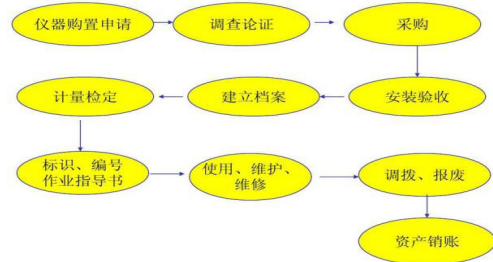 仪器购置申请
调查论证
采购
安装验收
建立档案
计量检定
标识、编号
作业指导书
使用、维护、
维修
调拨、报废
资产销账